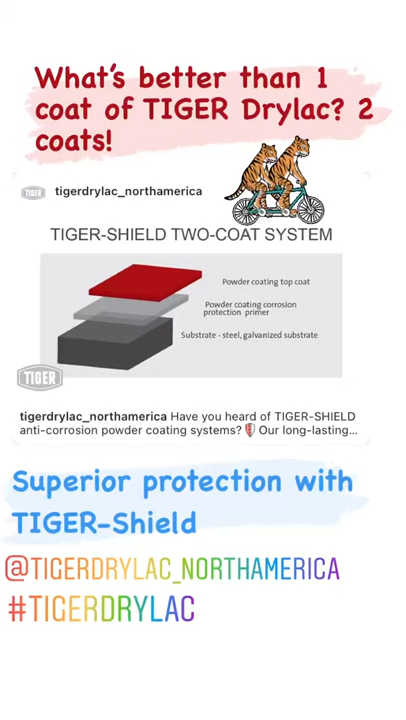 What's better than 1
coat of TIGER Drylac? 2
coats!
TIGER
tigerdrylac_northamerica
TIGER-SHIELD TWO-COAT SYSTEM
Powder coating top coat
Powder coating corrosion
protection primer
Substrate - steel, galvanized substrate
TIGER
tigerdrylac_northamerica Have you heard of TIGER-SHIELD
anti-corrosion powder coating systems? Our long-lasting...
Superior protection with
TIGER-Shield
@TIGERDRYLAC_NORTHAMERICA
#TIGERDRYLAC